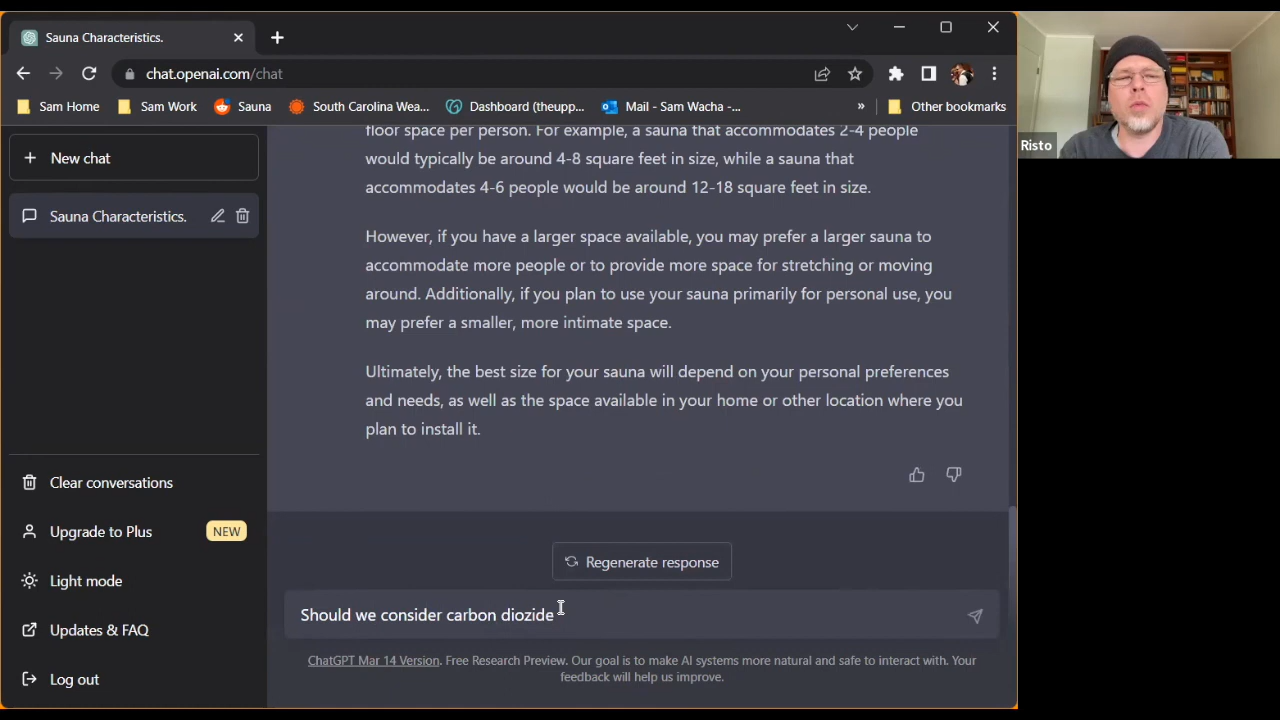 Sauna Characteristics.
chat.openai.com/chat
Sam Home
Sam Work
Sauna
South Carolina Wea...
Dashboard (theupp...
Mail - Sam Wacha -...
»
Other bookmarks
New chat
Sauna Characteristics.
floor space per person. For example, a sauna that accommodates 2-4 people
would typically be around 4-8 square feet in size, while a sauna that
accommodates 4-6 people would be around 12-18 square feet in size.
However, if you have a larger space available, you may prefer a larger sauna to
accommodate more people or to provide more space for stretching or moving
around. Additionally, if you plan to use your sauna primarily for personal use, you
may prefer a smaller, more intimate space.
Ultimately, the best size for your sauna will depend on your personal preferences
and needs, as well as the space available in your home or other location where you
plan to install it.
Clear conversations
Upgrade to Plus
NEW
Light mode
Updates & FAQ
Log out
Regenerate response
Should we consider carbon diozide
ChatGPT Mar 14 Version. Free Research Preview. Our goal is to make AI systems more natural and safe to interact with. Your
feedback will help us improve.
Risto